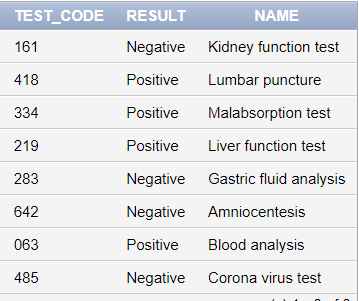 TEST_CODE RESULT NAME
161 Negative Kidney function test
418 Positive Lumbar puncture
334 Positive Malabsorption test
219 Positive Liver function test
283 Negative Gastric fluid analysis
642 Negative Amniocentesis
063 Positive Blood analysis
485 Negative Corona virus test